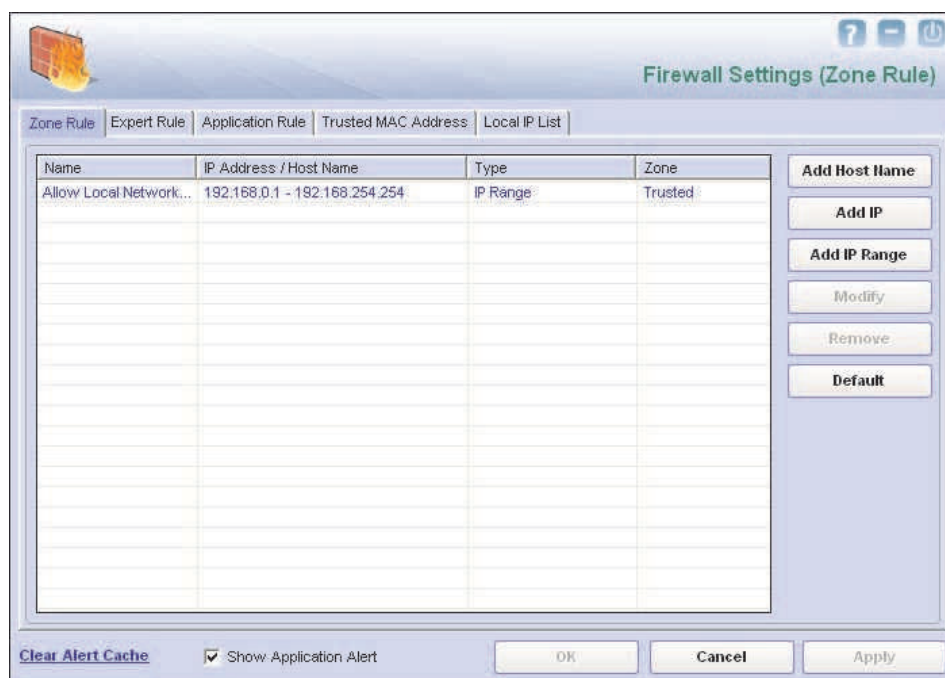 ?
Firewall Settings (Zone Rule)
Zone Rule Expert Rule Application Rule Trusted MAC Address Local IP List
Name IP Address / Host Name Type Zone
Allow Local Network... 192.168.0.1 - 192.168.254.254 IP Range Trusted
Add Host Name
Add IP
Add IP Range
Modify
Remove
Default
Clear Alert Cache Show Application Alert OK Cancel Apply